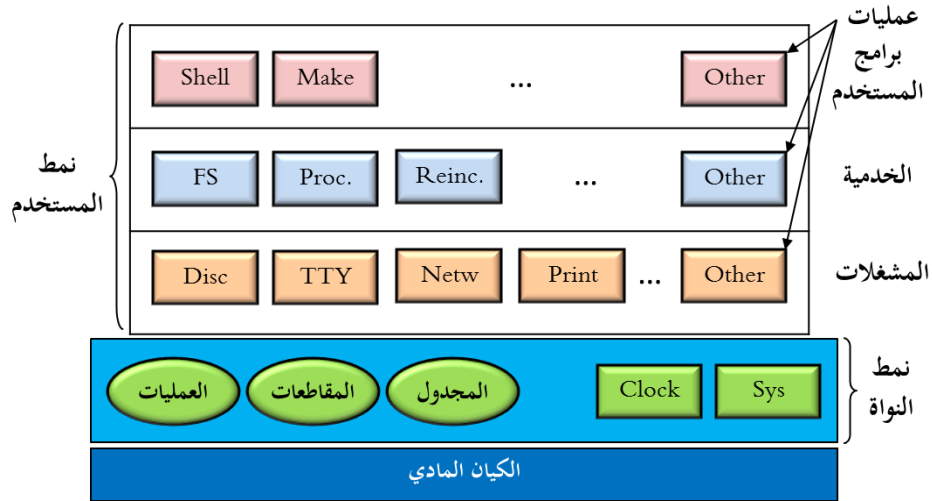 عمليات
برامج
المستخدم
Shell Make ... Other
نمط
المستخدم
FS Proc. Reinc. ... Other
الخدمية
Disc TTY Netw Print ... Other
المشغلات
نمط
النواة
العمليات المقاطعات المجدول Clock Sys
الكيان المادي